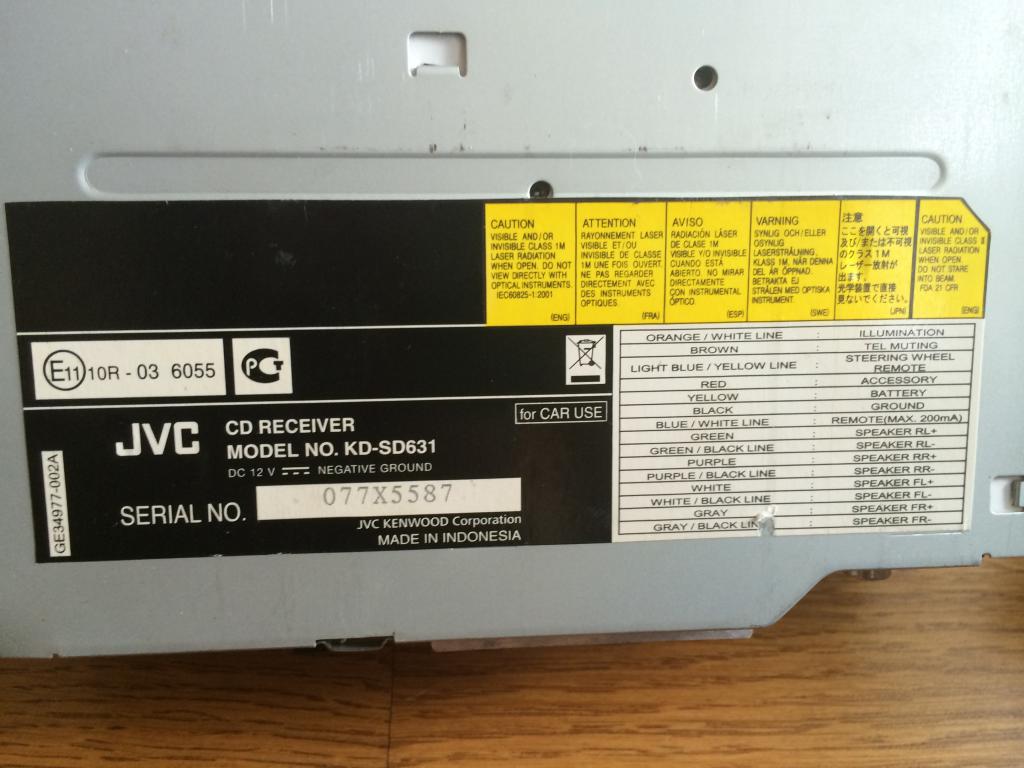 CAUTION
VISIBLE AND/OR
INVISIBLE CLASS 1M
LASER RADIATION
WHEN OPEN. DO NOT
VIEW DIRECTLY WITH
OPTICAL INSTRUMENTS.
IEC60825-1:2001
(ENG)
ATTENTION
RAYONNEMENT LASER
VISIBLE ET/OU
INVISIBLE DE CLASSE
1M UNE FOIS OUVERT.
NE PAS REGARDER
DIRECTEMENT AVEC
DES INSTRUMENTS
OPTIQUES.
(FRA)
AVISO
RADIACIÓN LÁSER
DE CLASE 1M
VISIBLE Y/O INVISIBLE
CUANDO ESTÁ
ABIERTO. NO MIRAR
DIRECTAMENTE
CON INSTRUMENTAL
ÓPTICO.
(ESP)
VARNING
SYNLIG OCH/ELLER
OSYNLIG
LASERSTRÅLNING,
KLASS 1M, NÄR DENNA
DEL ÄR ÖPPNAD.
BETRAKTA EJ
STRÅLEN MED OPTISKA
INSTRUMENT.
(SWE)
注意
ここを開くと可視
及び/または不可視
のクラス1M
レーザー放射が
出ます。
光学装置で直接
見ないでください。
(JPN)
CAUTION
VISIBLE AND/OR
INVISIBLE CLASS II
LASER RADIATION
WHEN OPEN.
DO NOT STARE
INTO BEAM
FDA 21 CFR
(ENG)
E11 10R - 03 6055
PCT
for CAR USE
JVC
CD RECEIVER
MODEL NO. KD-SD631
DC 12 V NEGATIVE GROUND
SERIAL NO. 077X5587
JVC KENWOOD Corporation
MADE IN INDONESIA
GE34977-002A
ORANGE / WHITE LINE : ILLUMINATION
BROWN : TEL MUTING
LIGHT BLUE / YELLOW LINE : STEERING WHEEL
REMOTE
RED : ACCESSORY
YELLOW : BATTERY
BLACK : GROUND
BLUE / WHITE LINE : REMOTE(MAX. 200mA)
GREEN : SPEAKER RL+
GREEN / BLACK LINE : SPEAKER RL-
PURPLE : SPEAKER RR+
PURPLE / BLACK LINE : SPEAKER RR-
WHITE : SPEAKER FL+
WHITE / BLACK LINE : SPEAKER FL-
GRAY : SPEAKER FR+
GRAY / BLACK LINE : SPEAKER FR-